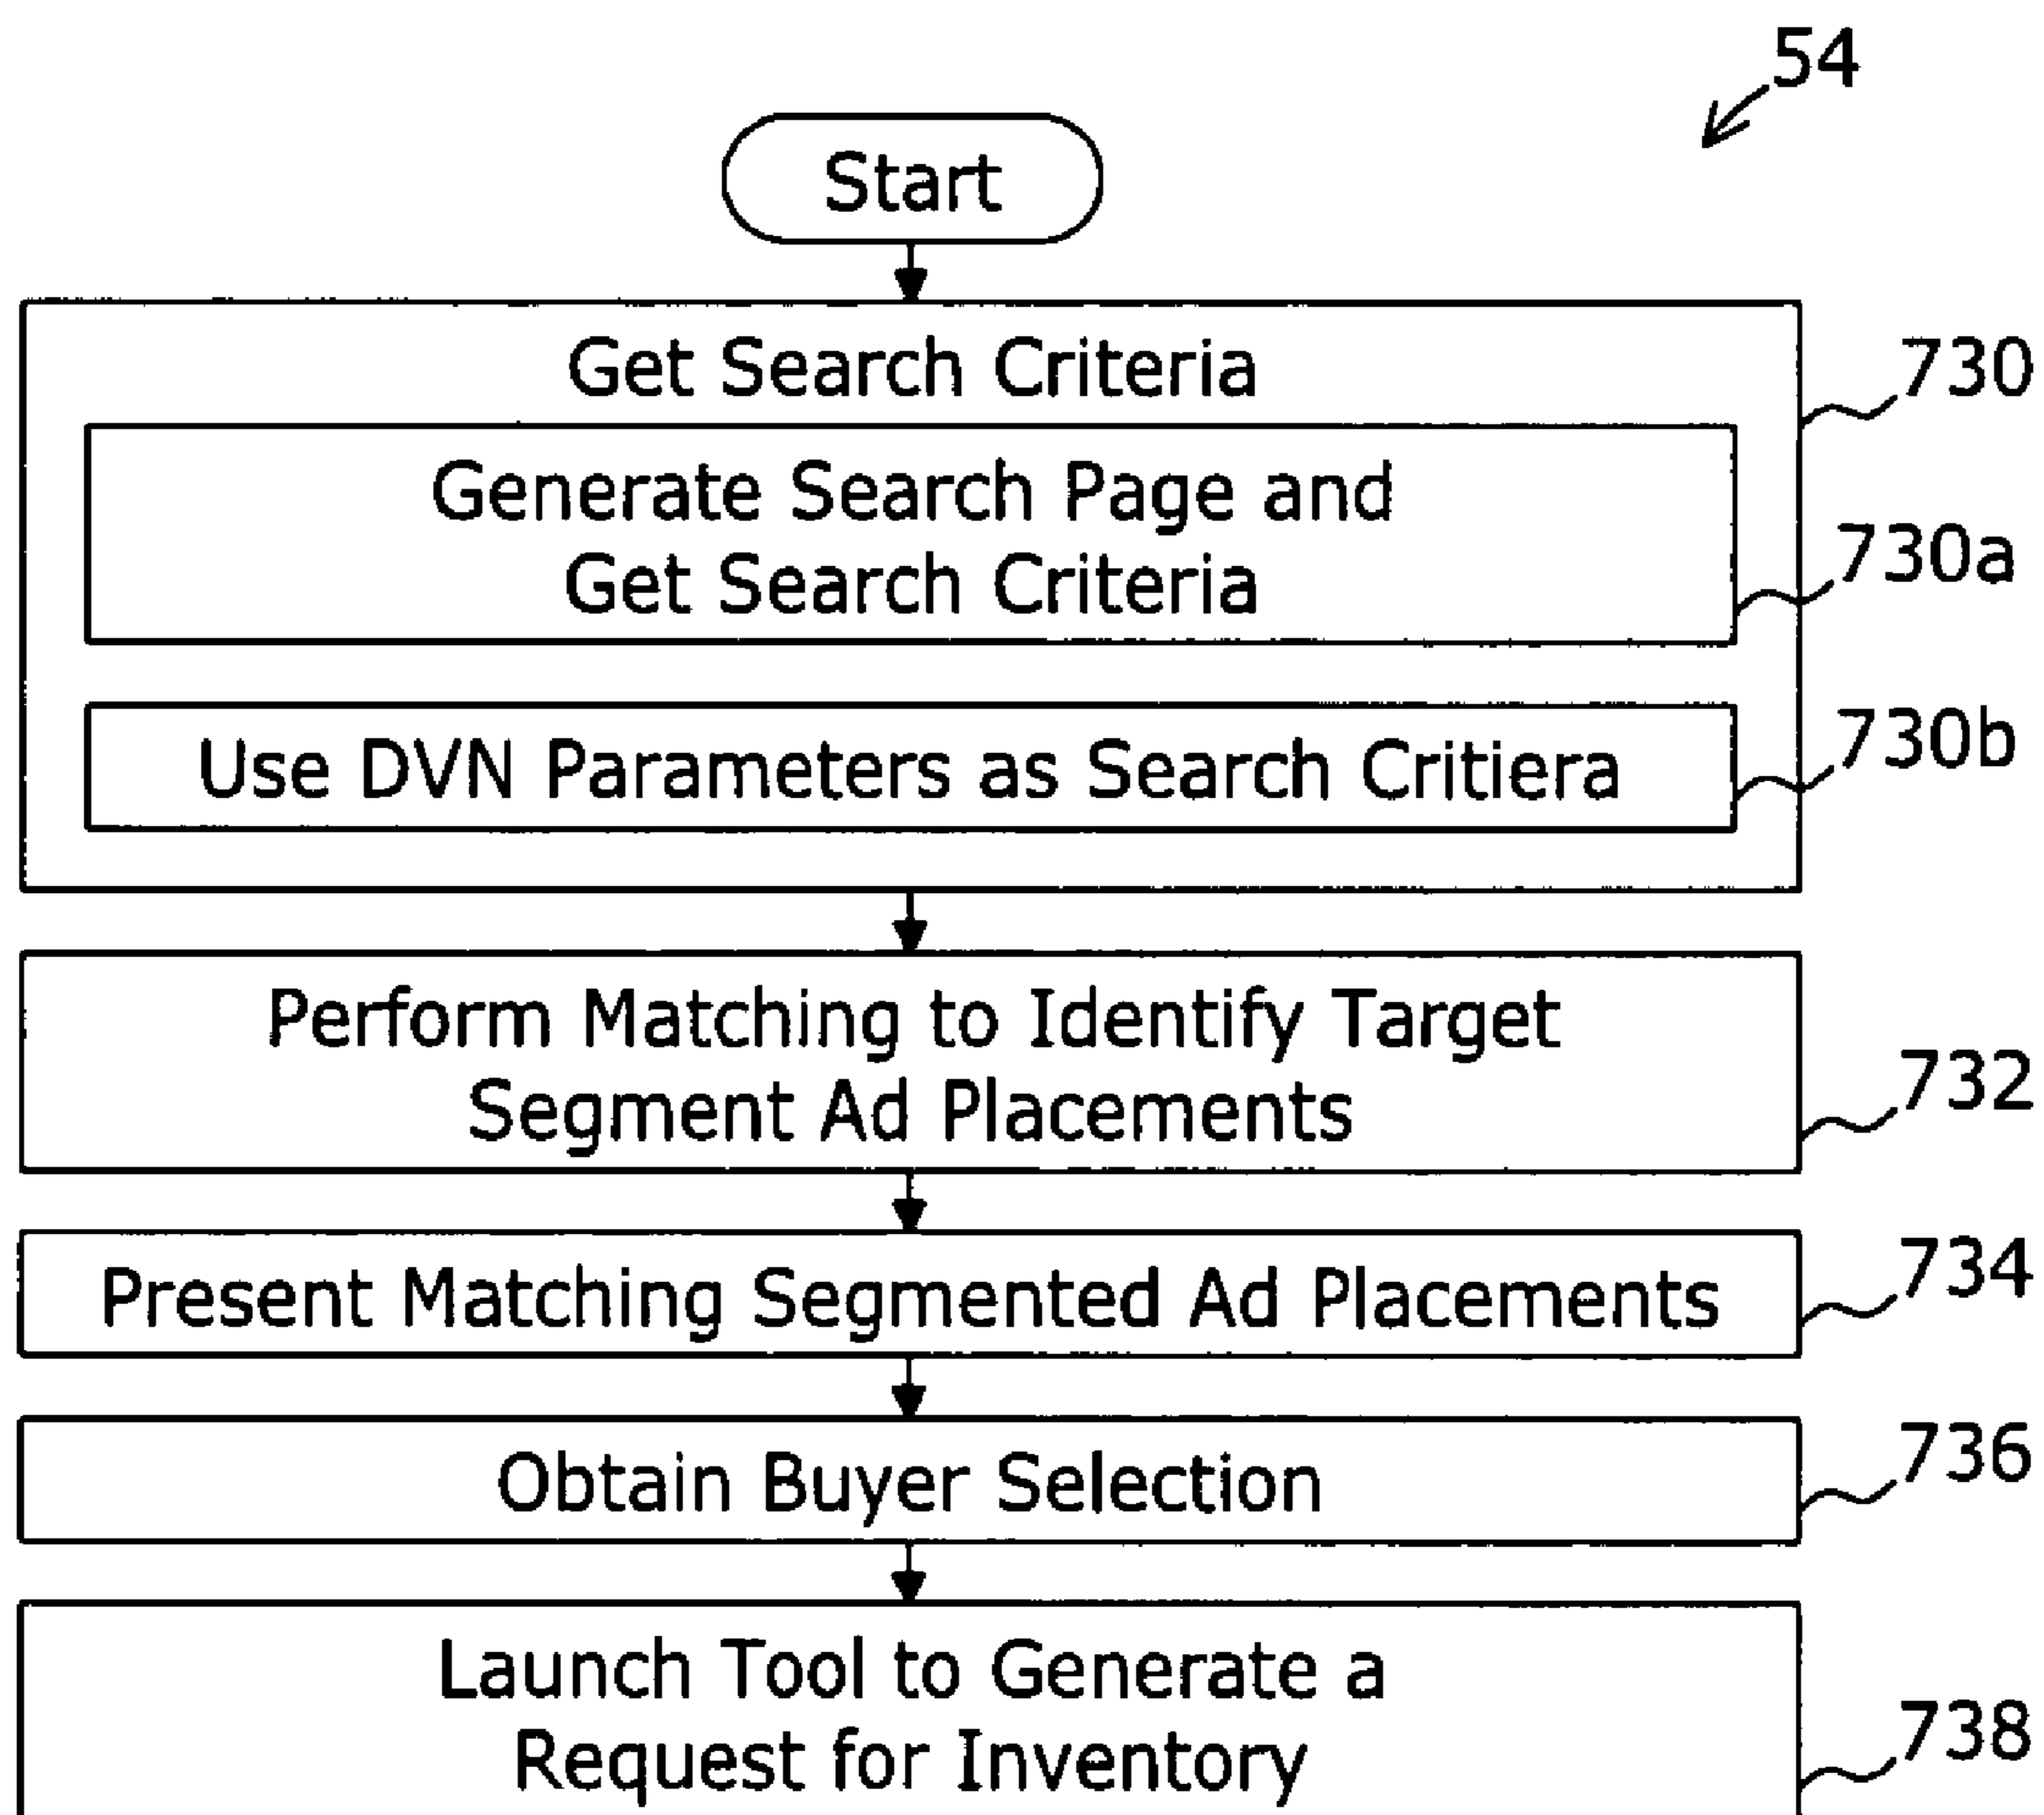 54
Start
Get Search Criteria
730
Generate Search Page and
Get Search Criteria
730a
Use DVN Parameters as Search Critiera
730b
Perform Matching to Identify Target
Segment Ad Placements
732
Present Matching Segmented Ad Placements
734
Obtain Buyer Selection
736
Launch Tool to Generate a
Request for Inventory
738